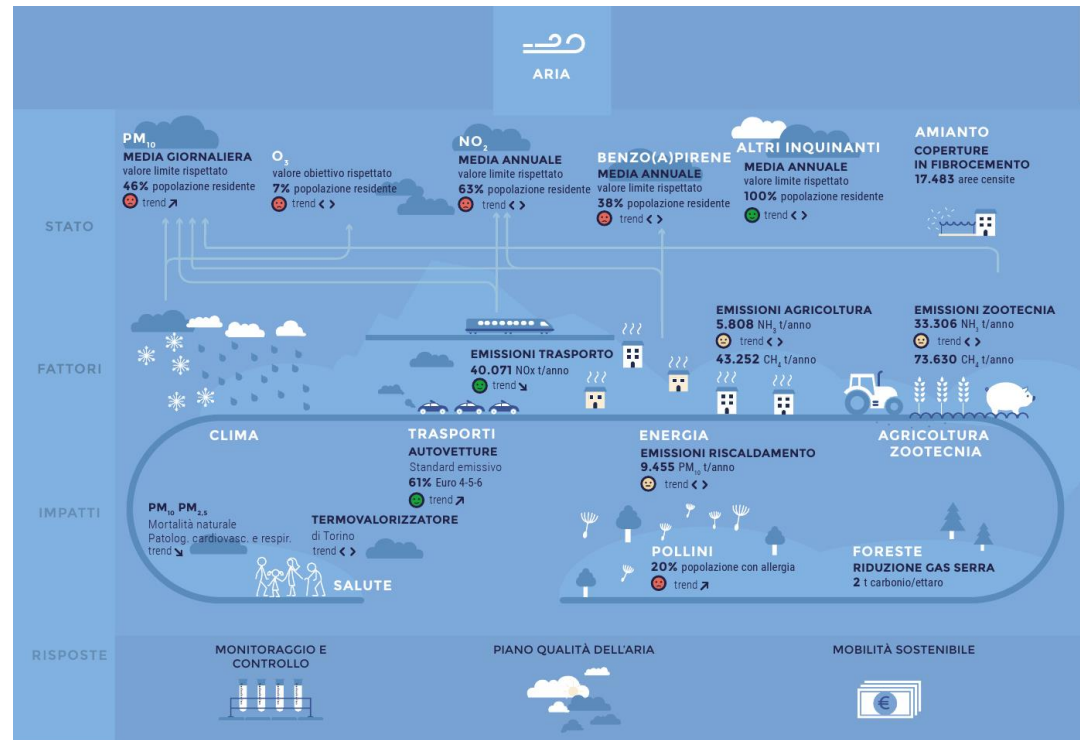 ARIA
STATO
PM10
MEDIA GIORNALIERA
valore limite rispettato
46% popolazione residente
trend
O3
valore obiettivo rispettato
7% popolazione residente
trend < >
NO2
MEDIA ANNUALE
valore limite rispettato
63% popolazione residente
trend < >
BENZO(A)PIRENE
MEDIA ANNUALE
valore limite rispettato
38% popolazione residente
trend < >
ALTRI INQUINANTI
MEDIA ANNUALE
valore limite rispettato
100% popolazione residente
trend < >
AMIANTO
COPERTURE
IN FIBROCEMENTO
17.483 aree censite
FATTORI
EMISSIONI TRASPORTO
40.071 NOx t/anno
trend
EMISSIONI AGRICOLTURA
5.808 NH3 t/anno
trend < >
43.252 CH4 t/anno
EMISSIONI ZOOTECNIA
33.306 NH3 t/anno
trend < >
73.630 CH4 t/anno
CLIMA
TRASPORTI
AUTOVETTURE
Standard emissivo
61% Euro 4-5-6
trend
ENERGIA
EMISSIONI RISCALDAMENTO
9.455 PM10 t/anno
trend < >
AGRICOLTURA
ZOOTECNIA
IMPATTI
PM10 PM2,5
Mortalità naturale
Patolog. cardiovasc. e respir.
trend
TERMOVALORIZZATORE
di Torino
trend < >
SALUTE
POLLINI
20% popolazione con allergia
trend
FORESTE
RIDUZIONE GAS SERRA
2 t carbonio/ettaro
RISPOSTE
MONITORAGGIO E
CONTROLLO
PIANO QUALITÀ DELL'ARIA
MOBILITÀ SOSTENIBILE
€